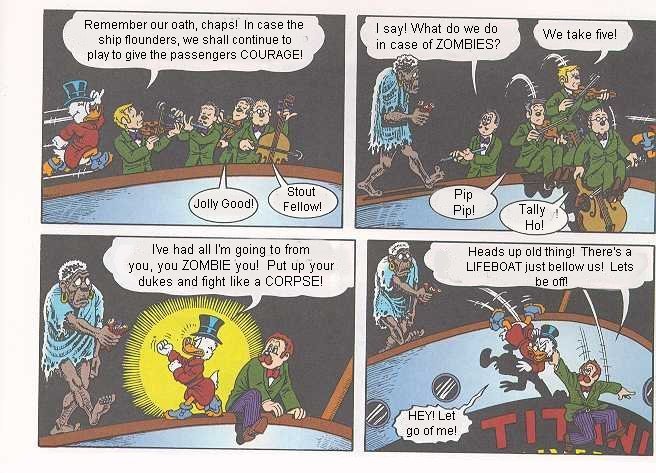 Remember our oath, chaps! In case the
ship flounders, we shall continue to
play to give the passengers COURAGE!
Jolly Good!
Stout
Fellow!
I say! What do we do
in case of ZOMBIES?
We take five!
Pip
Pip!
Tally
Ho!
I've had all I'm going to from
you, you ZOMBIE you! Put up your
dukes and fight like a CORPSE!
Heads up old thing! There's a
LIFEBOAT just bellow us! Lets
be off!
HEY! Let
go of me!